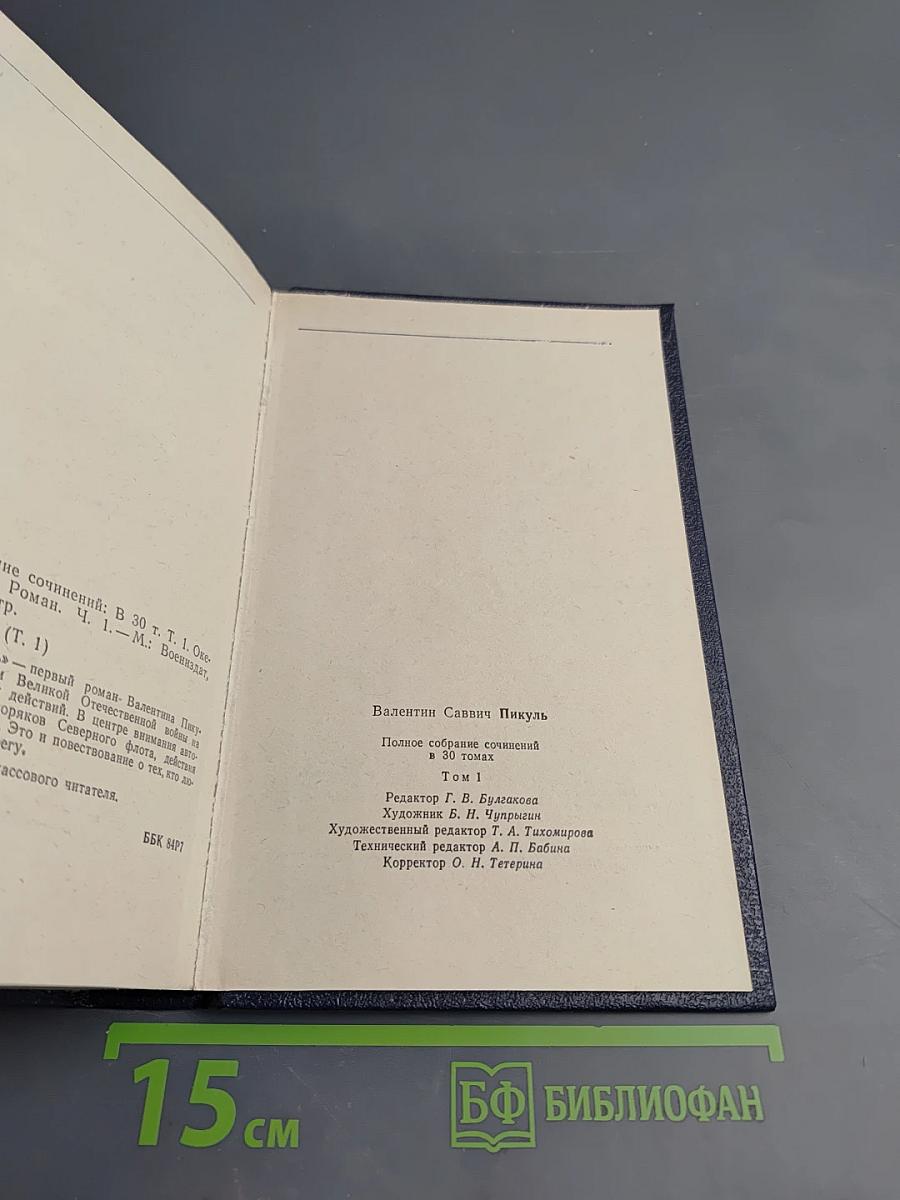 ние сочинений: В 30 т. Т. 1. Оке-
Роман. Ч. 1. — М.: Воениздат,
тр.
(Т. 1)
» — первый роман- Валентина Пику-
Великой Отечественной войны на
действий. В центре внимания авто-
моряков Северного флота, действия
Это и повествование о тех, кто лю-
регу.
массового читателя.
ББК 84Р7
Валентин Саввич Пикуль
Полное собрание сочинений
в 30 томах
Том 1
Редактор Г. В. Булгакова
Художник Б. Н. Чупрыгин
Художественный редактор Т. А. Тихомирова
Технический редактор А. П. Бабина
Корректор О. Н. Тетерина
15 см
БФ БИБЛИОФАН